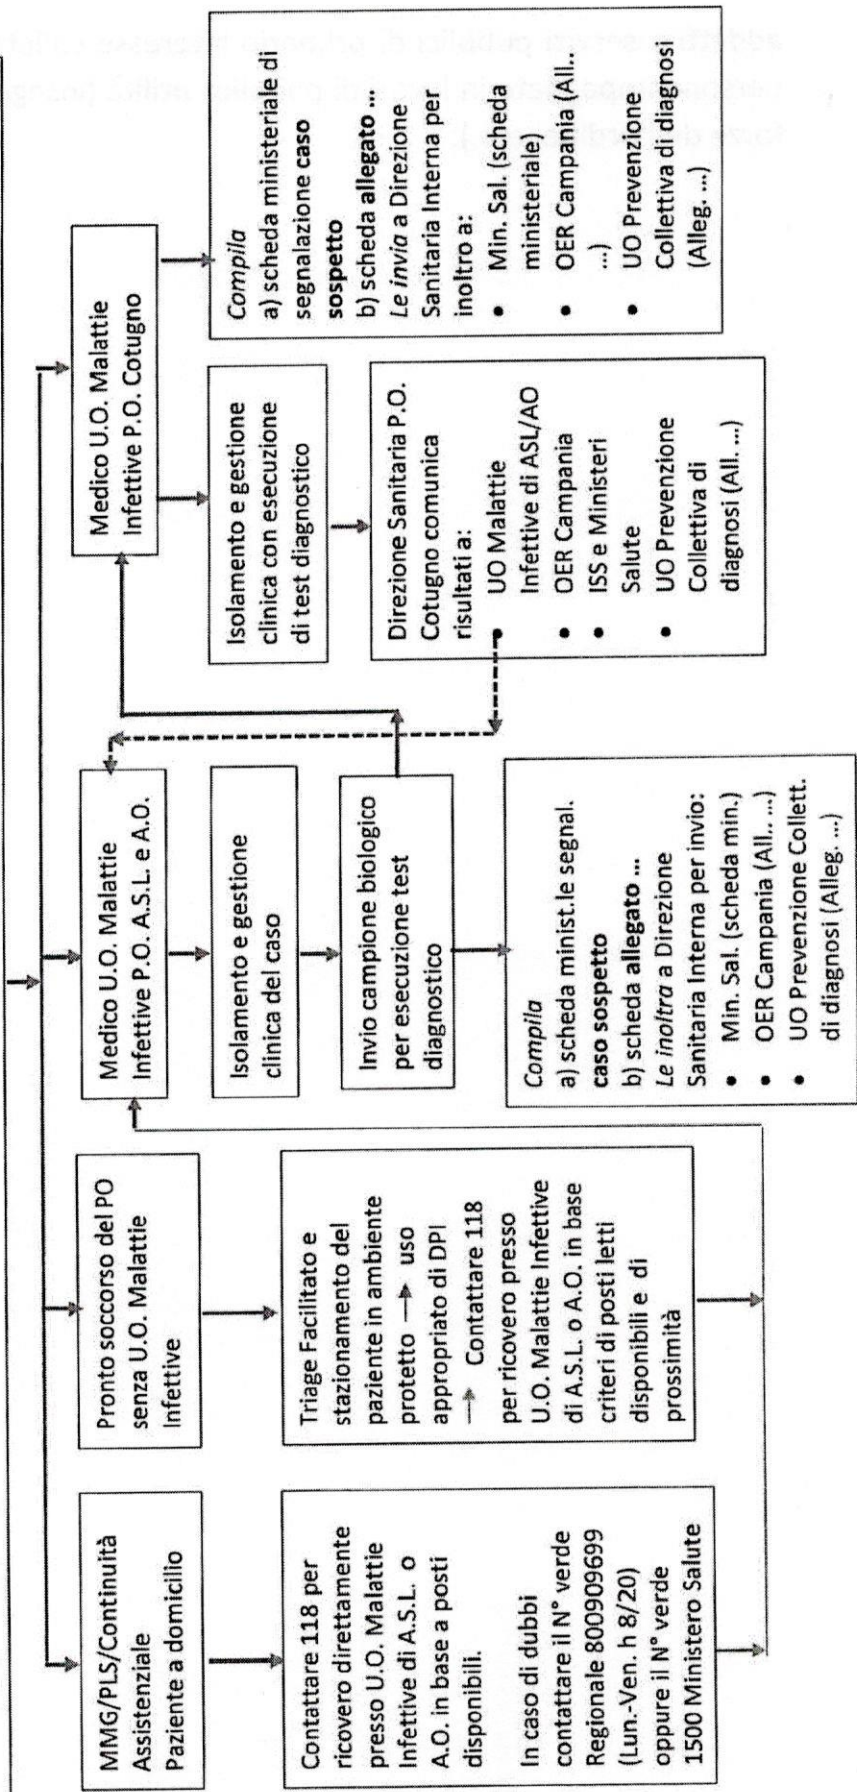 MMG/PLS/Continuità
Assistenziale
Paziente a domicilio
Contattare 118 per
ricovero direttamente
presso U.O. Malattie
Infettive di A.S.L. o
A.O. in base a posti
disponibili.
In caso di dubbi
contattare il N° verde
Regionale 800909699
(Lun.-Ven. h 8/20)
oppure il N° verde
1500 Ministero Salute
Pronto soccorso del PO
senza U.O. Malattie
Infettive
Triage Facilitato e
stazionamento del
paziente in ambiente
protetto → uso
appropriato di DPI
→ Contattare 118
per ricovero presso
U.O. Malattie Infettive
di A.S.L. o A.O. in base
criteri di posti letti
disponibili e di
prossimità
Medico U.O. Malattie
Infettive P.O. A.S.L. e A.O.
Isolamento e gestione
clinica del caso
Invio campione biologico
per esecuzione test
diagnostico
Compila
a) scheda minist.le segnal.
caso sospetto
b) scheda allegato ...
Le inoltra a Direzione
Sanitaria Interna per invio:
• Min. Sal. (scheda min.)
• OER Campania (All.. ...)
• UO Prevenzione Collett.
di diagnosi (Alleg. ...)
Medico U.O. Malattie
Infettive P.O. Cotugno
Isolamento e gestione
clinica con esecuzione
di test diagnostico
Direzione Sanitaria P.O.
Cotugno comunica
risultati a:
• UO Malattie
Infettive di ASL/AO
• OER Campania
• ISS e Ministeri
Salute
• UO Prevenzione
Collettiva di
diagnosi (All. ...)
Compila
a) scheda ministeriale di
segnalazione caso
sospetto
b) scheda allegato ...
Le invia a Direzione
Sanitaria Interna per
inoltro a:
• Min. Sal. (scheda
ministeriale)
• OER Campania (All..
...)
• UO Prevenzione
Collettiva di diagnosi
(Alleg. ...)